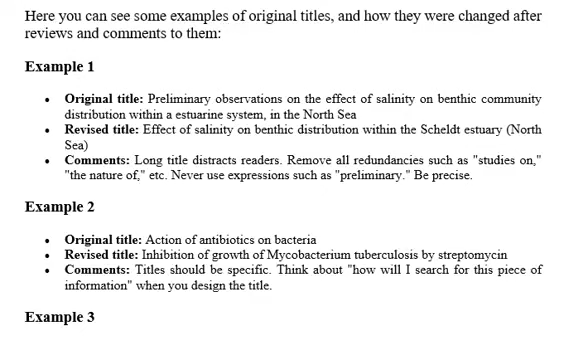 Here you can see some examples of original titles, and how they were changed after
reviews and comments to them:
Example 1
• Original title: Preliminary observations on the effect of salinity on benthic community
distribution within a estuarine system, in the North Sea
• Revised title: Effect of salinity on benthic distribution within the Scheldt estuary (North
Sea)
• Comments: Long title distracts readers. Remove all redundancies such as "studies on,"
"the nature of," etc. Never use expressions such as "preliminary." Be precise.
Example 2
• Original title: Action of antibiotics on bacteria
• Revised title: Inhibition of growth of Mycobacterium tuberculosis by streptomycin
• Comments: Titles should be specific. Think about "how will I search for this piece of
information" when you design the title.
Example 3